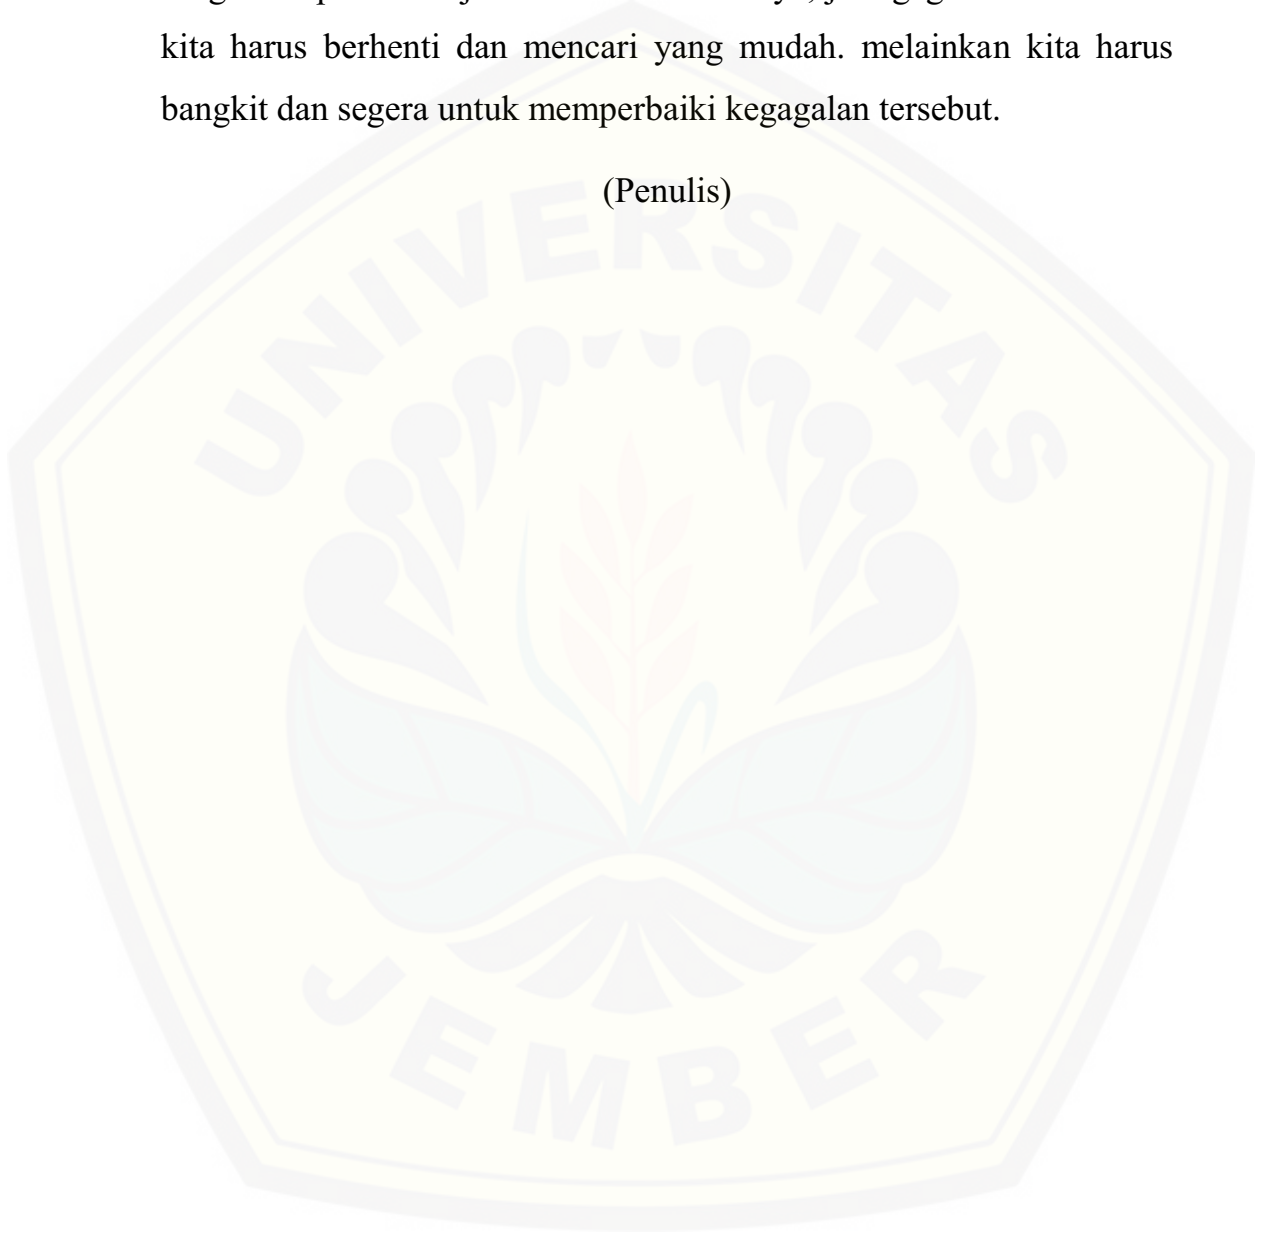 kita harus berhenti dan mencari yang mudah. melainkan kita harus
bangkit dan segera untuk memperbaiki kegagalan tersebut.
(Penulis)
UNIVERSITAS
JEMBER